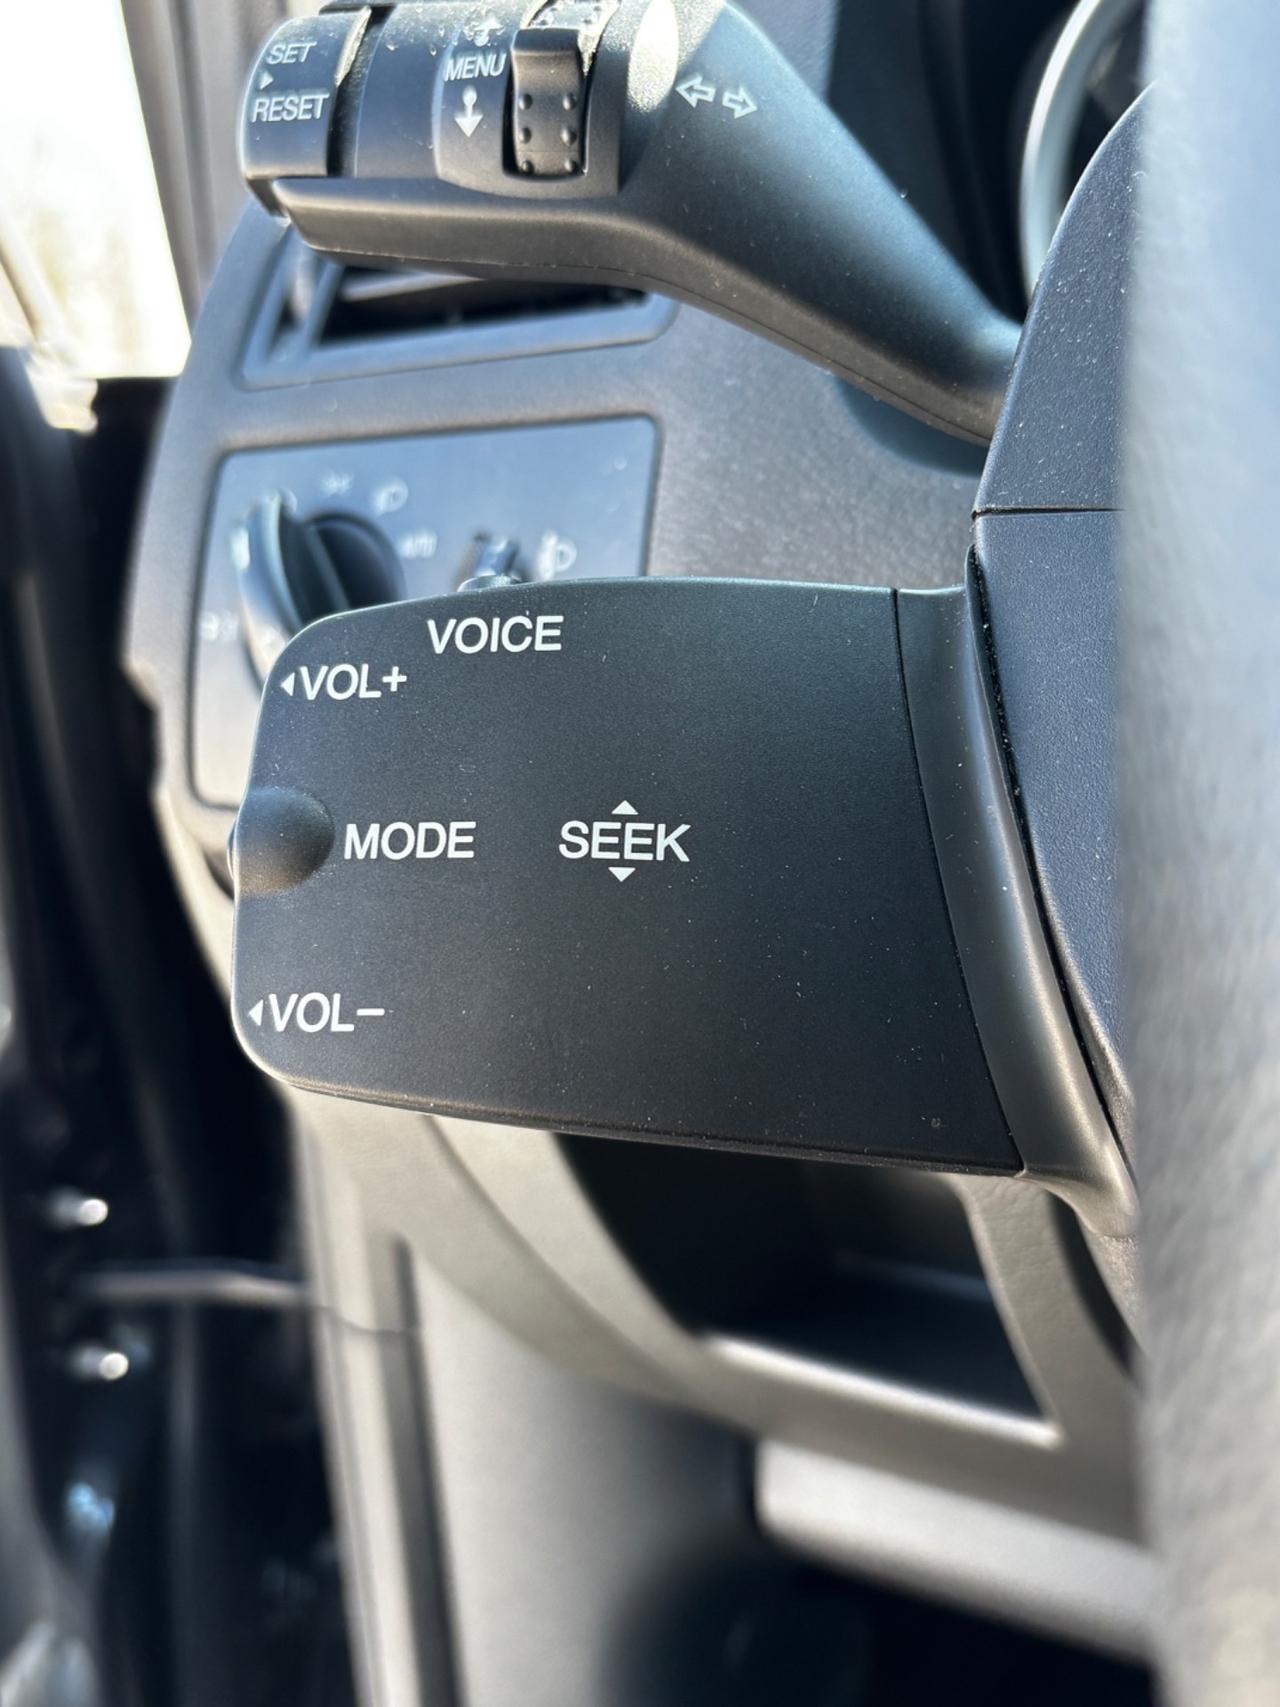 SET
RESET
MENU
VOICE
VOL+
MODE
SEEK
VOL−